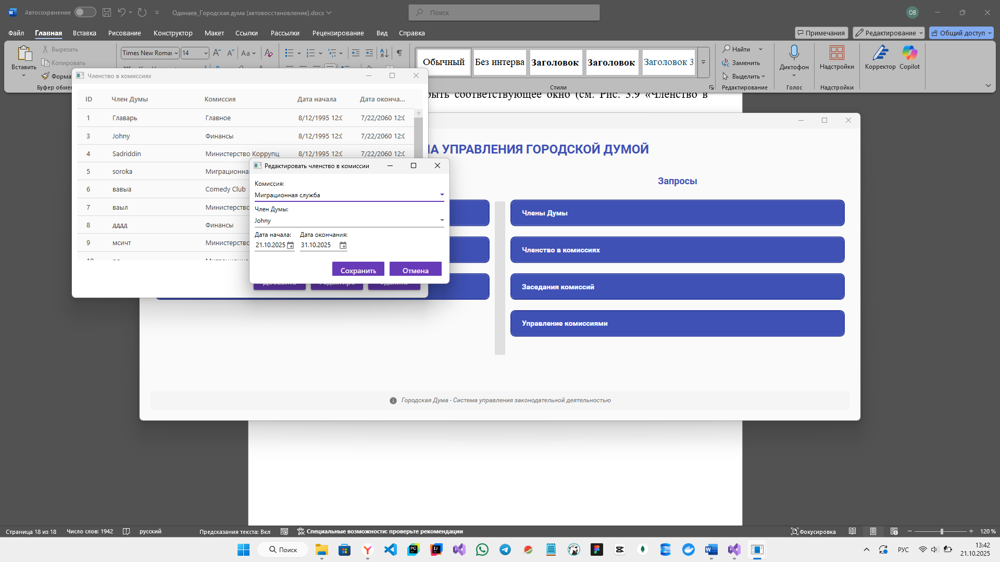 Автосохранение
Одинаев_Городская дума (автовосстановление).docx
Поиск
ОВ
Файл Главная Вставка Рисование Конструктор Макет Ссылки Рассылки Рецензирование Вид Справка
Примечания Редактирование Общий доступ
Вставить
Вырезать
Копировать
Буфер обмен
Times New Roman 14
Обычный Без интерва Заголовок Заголовок Заголовок 3
Стили
Найти
Заменить
Выделить
Редактирование
Диктофон
Голос
Надстройки
Надстройки
Корректор Copilot
рыть соответствующее окно (см. Рис. 3.9 «Членство в
Членство в комиссиях
ID Член Думы Комиссия Дата начала Дата оконча...
1 Главарь Главное 8/12/1995 12:0 7/22/2060 12:0
3 Johny Финансы 8/12/1995 12:0 7/22/2060 12:0
4 Sadriddin Министерство Коррупц 8/12/1995 12:0 7/22/2060 12:0
5 soroka Миграционна
6 вавыа Comedy Club
7 ваыл Министерство
8 дддд Финансы
9 мсичт Министерство
Редактировать членство в комиссии
Комиссия:
Миграционная служба
Член Думы:
Johny
Дата начала: Дата окончания:
21.10.2025 31.10.2025
Сохранить Отмена
МА УПРАВЛЕНИЯ ГОРОДСКОЙ ДУМОЙ
Запросы
Члены Думы
Членство в комиссиях
Заседания комиссий
Управление комиссиями
Городская Дума - Система управления законодательной деятельностью
Страница 18 из 18 Число слов: 1942 русский Предсказания текста: Вкл Специальные возможности: проверьте рекомендации Фокусировка 120 %
Поиск
РУС
13:42
21.10.2025